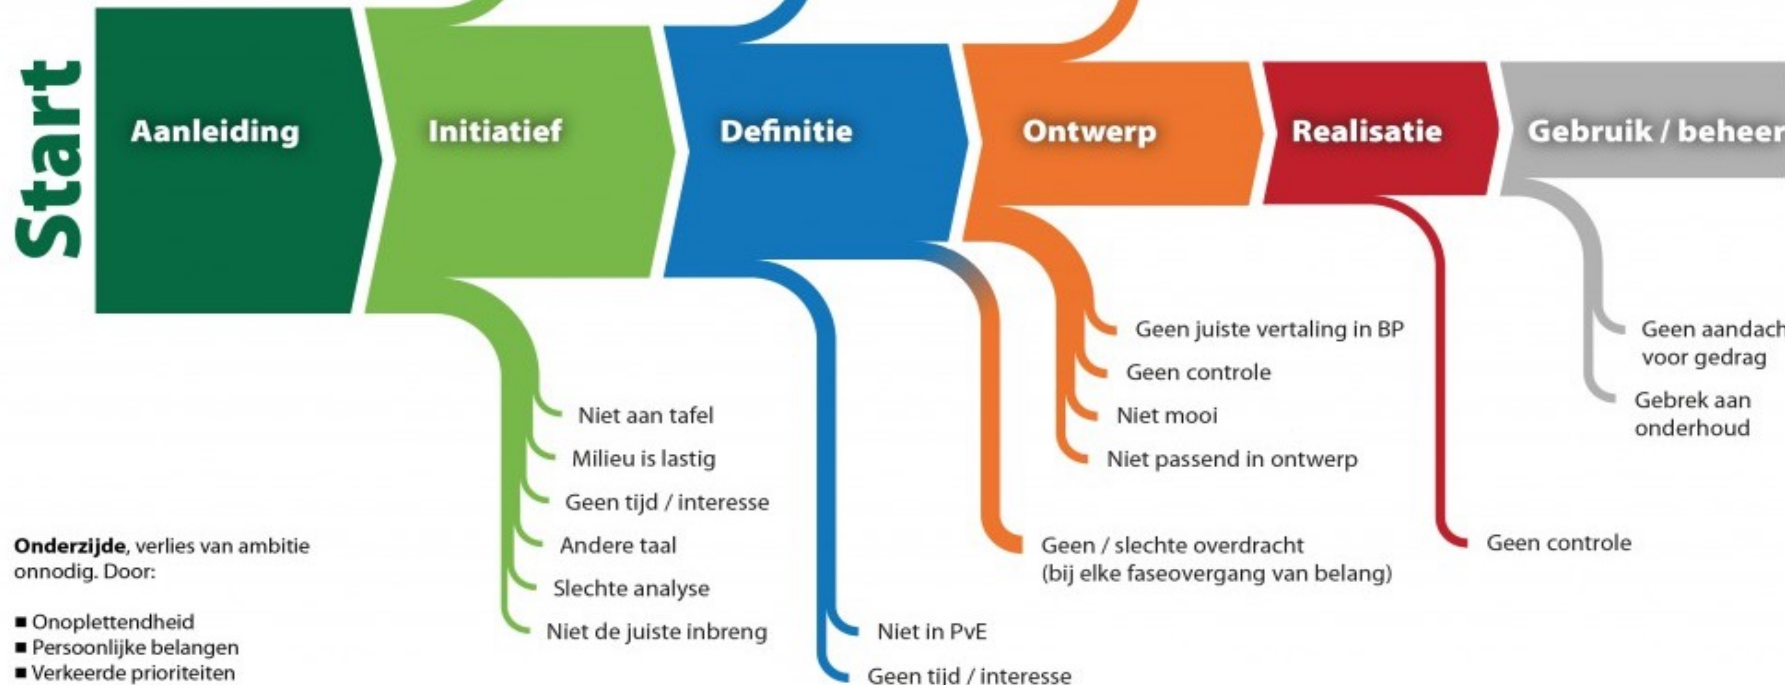 Start
Aanleiding
Initiatief
Definitie
Ontwerp
Realisatie
Gebruik / beheer
Niet aan tafel
Milieu is lastig
Geen tijd / interesse
Andere taal
Slechte analyse
Niet de juiste inbreng
Niet in PvE
Geen tijd / interesse
Geen / slechte overdracht
(bij elke faseovergang van belang)
Geen juiste vertaling in BP
Geen controle
Niet mooi
Niet passend in ontwerp
Geen controle
Geen aandach
voor gedrag
Gebrek aan
onderhoud
Onderzijde, verlies van ambitie
onnodig. Door:
■ Onoplettendheid
■ Persoonlijke belangen
■ Verkeerde prioriteiten